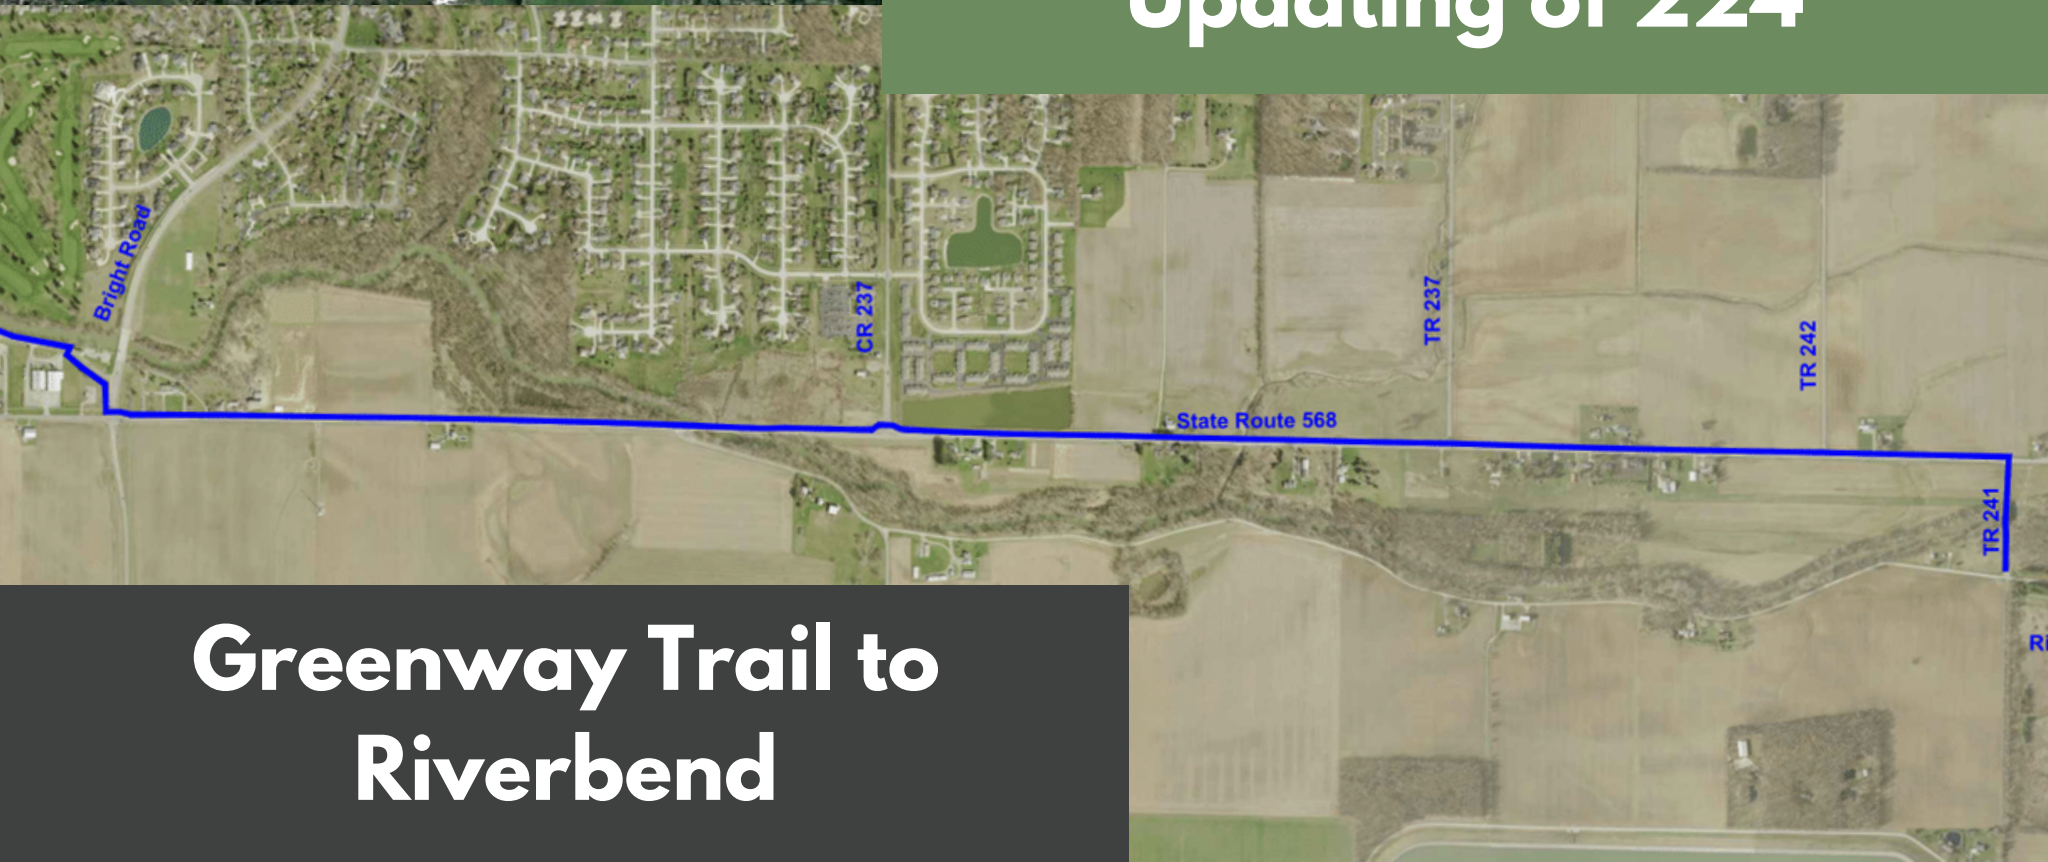 Updating of 224
Bright Road
CR 237
TR 237
TR 242
State Route 568
TR 241
Ri
Greenway Trail to
Riverbend